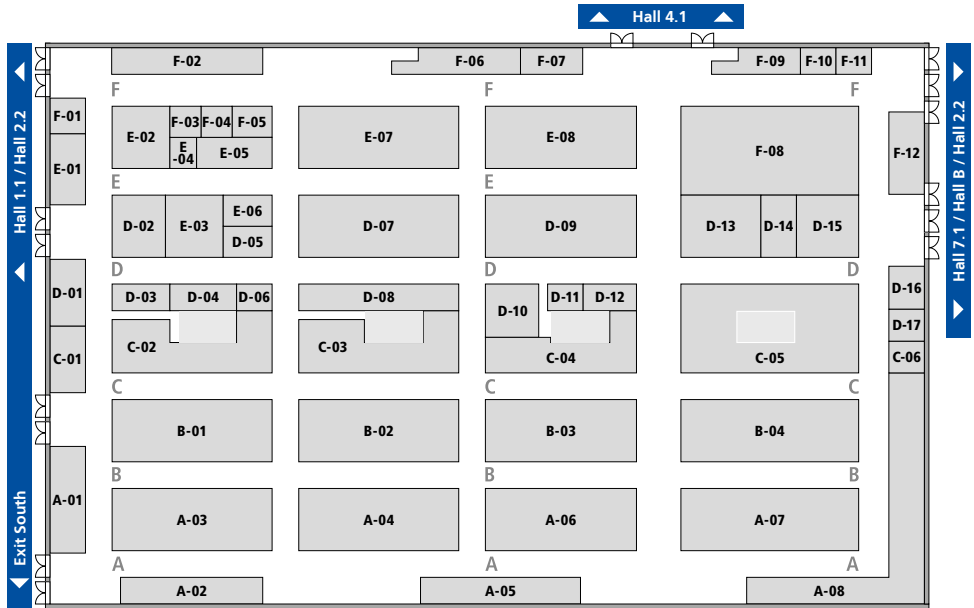 Hall 4.1
Hall 1.1 / Hall 2.2
Exit South
Hall 7.1 / Hall B / Hall 2.2
F-02
F-06
F-07
F-09
F-10
F-11
F
F
F
F-01
E-01
E-02
F-03
F-04
F-05
E
-04
E-05
E-07
E-08
F-08
F-12
E
E
D-02
E-03
E-06
D-05
D-07
D-09
D-13
D-14
D-15
D
D
D
D-01
C-01
D-03
D-04
D-06
C-02
D-08
C-03
D-10
D-11
D-12
C-04
C-05
D-16
D-17
C-06
C
C
C
B-01
B-02
B-03
B-04
B
B
B
A-01
A-03
A-04
A-06
A-07
A
A
A
A-02
A-05
A-08